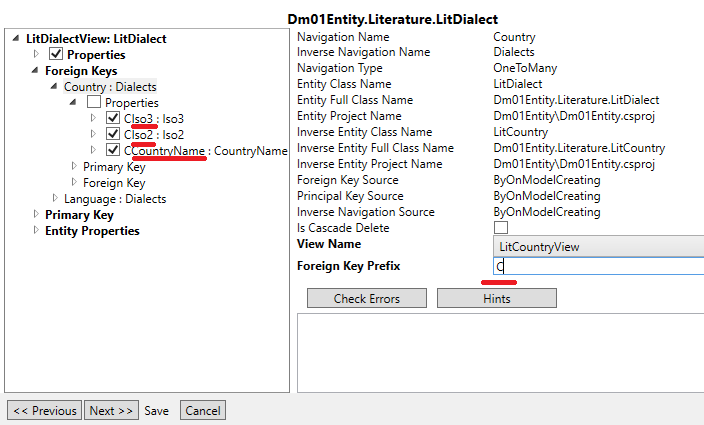 Dm01Entity.Literature.LitDialect
LitDialectView: LitDialect
Properties
Foreign Keys
Country : Dialects
Properties
CIso3 : Iso3
CIso2 : Iso2
CCountryName : CountryName
Primary Key
Foreign Key
Language : Dialects
Primary Key
Entity Properties
Navigation Name Country
Inverse Navigation Name Dialects
Navigation Type OneToMany
Entity Class Name LitDialect
Entity Full Class Name Dm01Entity.Literature.LitDialect
Entity Project Name Dm01Entity\Dm01Entity.csproj
Inverse Entity Class Name LitCountry
Inverse Entity Full Class Name Dm01Entity.Literature.LitCountry
Inverse Entity Project Name Dm01Entity\Dm01Entity.csproj
Foreign Key Source ByOnModelCreating
Principal Key Source ByOnModelCreating
Inverse Navigation Source ByOnModelCreating
Is Cascade Delete
View Name LitCountryView
Foreign Key Prefix C
Check Errors Hints
<< Previous Next >> Save Cancel